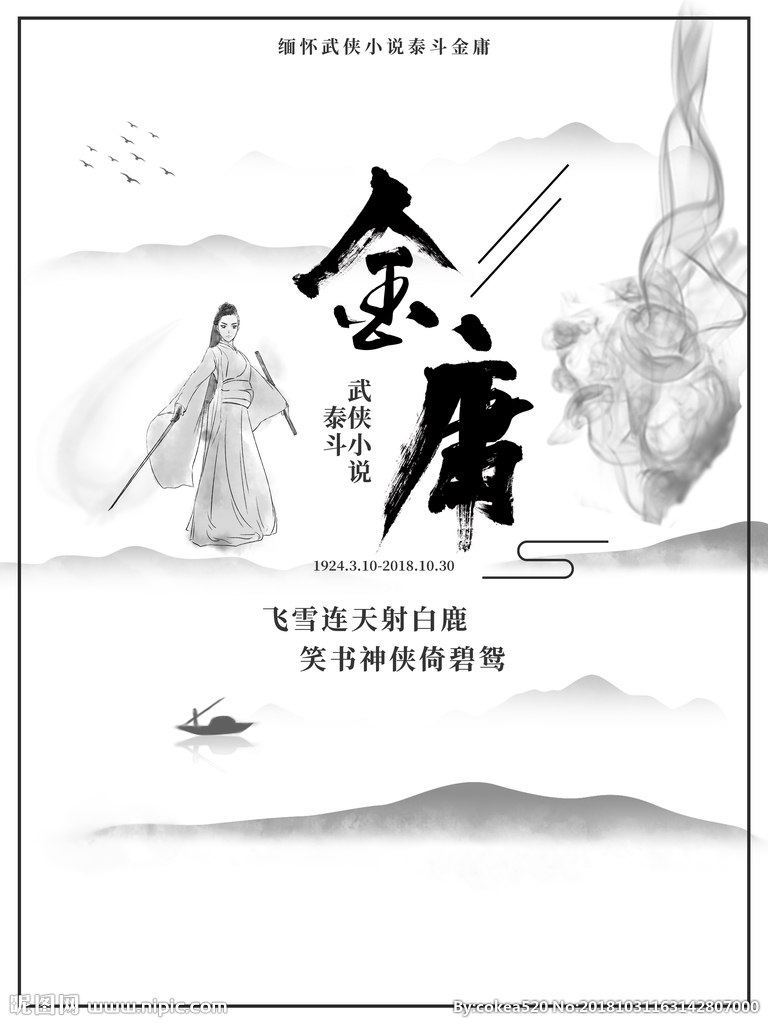 缅怀武侠小说泰斗金庸
金庸
武侠小说
泰斗
1924.3.10-2018.10.30
飞雪连天射白鹿
笑书神侠倚碧鸳
昵图网 www.nipic.com
By:cokea520 No:20181031163142807000